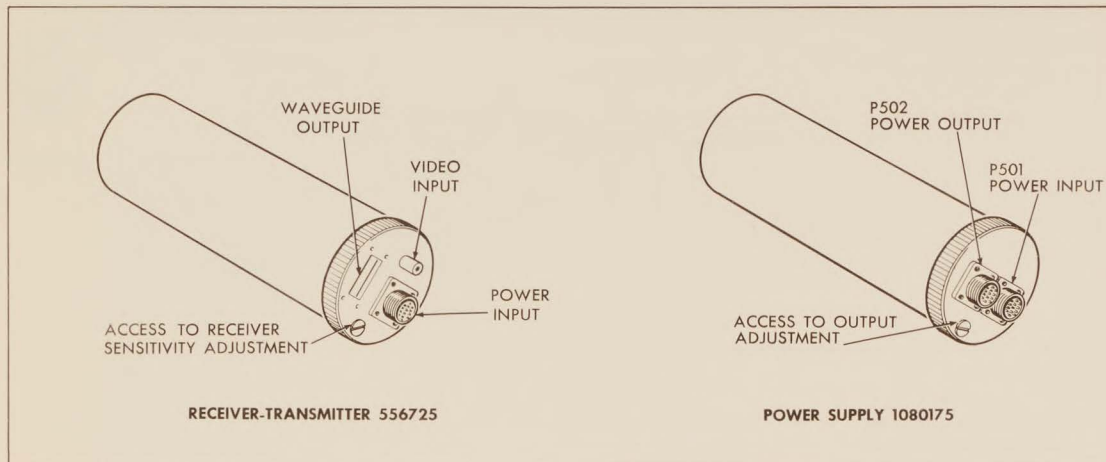 WAVEGUIDE
OUTPUT
VIDEO
INPUT
POWER
INPUT
ACCESS TO RECEIVER
SENSITIVITY ADJUSTMENT
RECEIVER-TRANSMITTER 556725
P502
POWER OUTPUT
P501
POWER INPUT
ACCESS TO OUTPUT
ADJUSTMENT
POWER SUPPLY 1080175